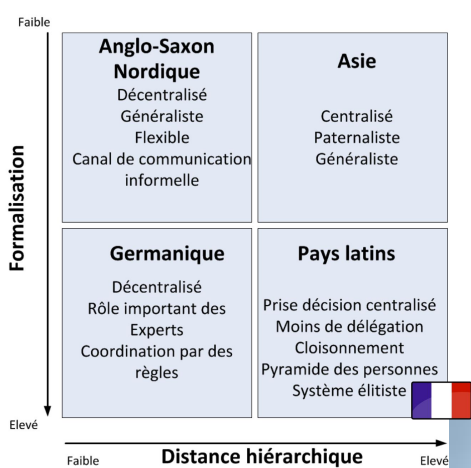 Faible
Anglo-Saxon
Nordique
Décentralisé
Généraliste
Flexible
Canal de communication
informelle
Asie
Centralisé
Paternaliste
Généraliste
Formalisation
Germanique
Décentralisé
Rôle important des
Experts
Coordination par des
règles
Pays latins
Prise décision centralisé
Moins de délégation
Cloisonnement
Pyramide des personnes
Système élitiste
Elevé
Faible
Distance hiérarchique
Elevé